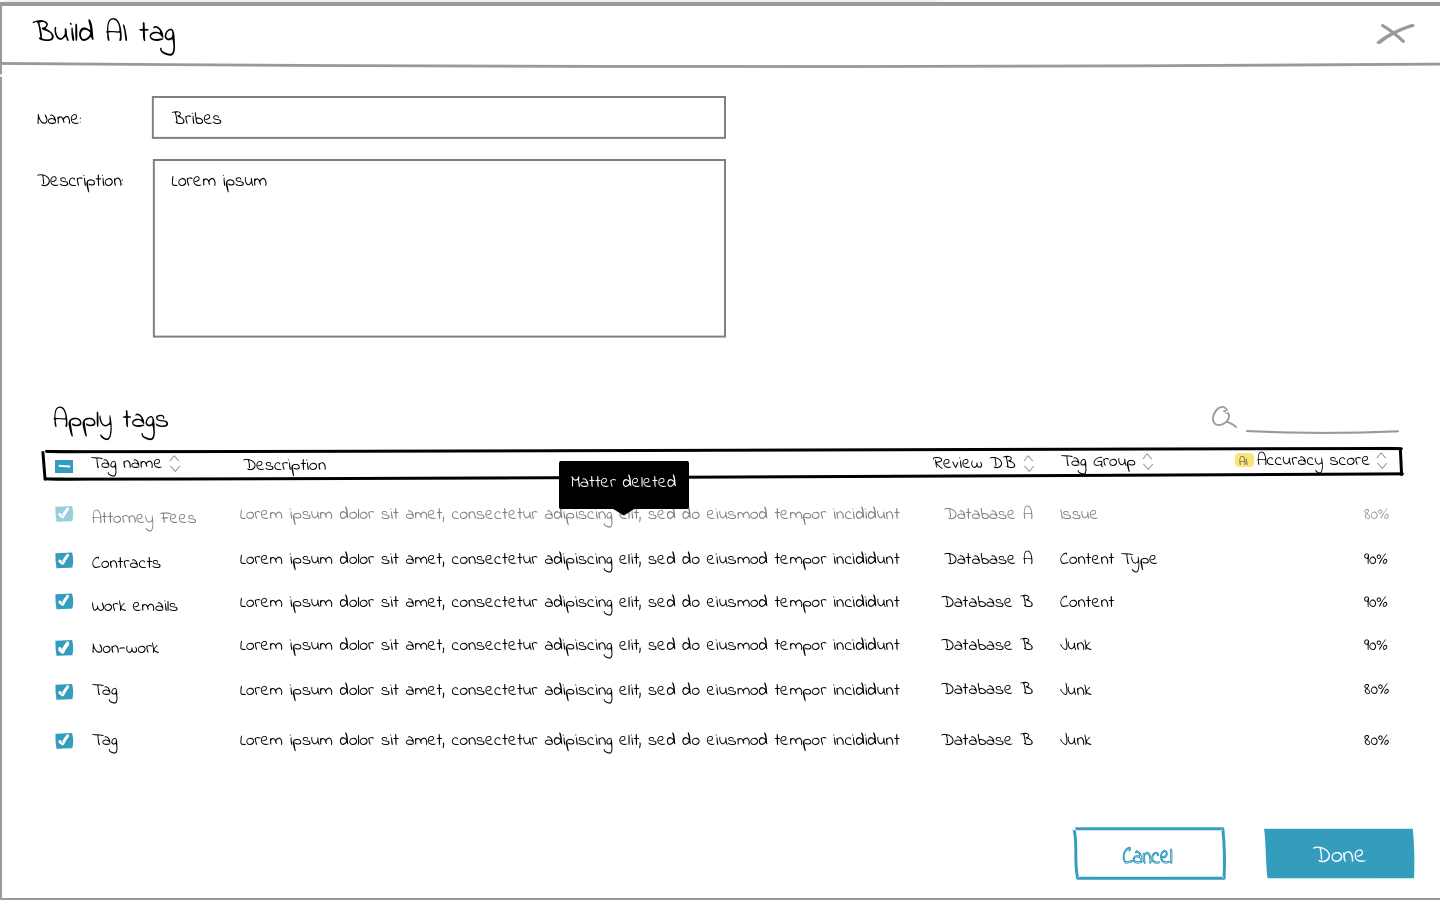 Build AI tag
Name: Bribes
Description: Lorem ipsum
Apply tags
Tag name Description Review DB Tag Group AI Accuracy score
Matter deleted
Attorney Fees Lorem ipsum dolor sit amet, consectetur adipiscing elit, sed do eiusmod tempor incididunt Database A Issue 80%
Contracts Lorem ipsum dolor sit amet, consectetur adipiscing elit, sed do eiusmod tempor incididunt Database A Content Type 90%
Work emails Lorem ipsum dolor sit amet, consectetur adipiscing elit, sed do eiusmod tempor incididunt Database B Content 90%
Non-work Lorem ipsum dolor sit amet, consectetur adipiscing elit, sed do eiusmod tempor incididunt Database B Junk 90%
Tag Lorem ipsum dolor sit amet, consectetur adipiscing elit, sed do eiusmod tempor incididunt Database B Junk 80%
Tag Lorem ipsum dolor sit amet, consectetur adipiscing elit, sed do eiusmod tempor incididunt Database B Junk 80%
Cancel Done